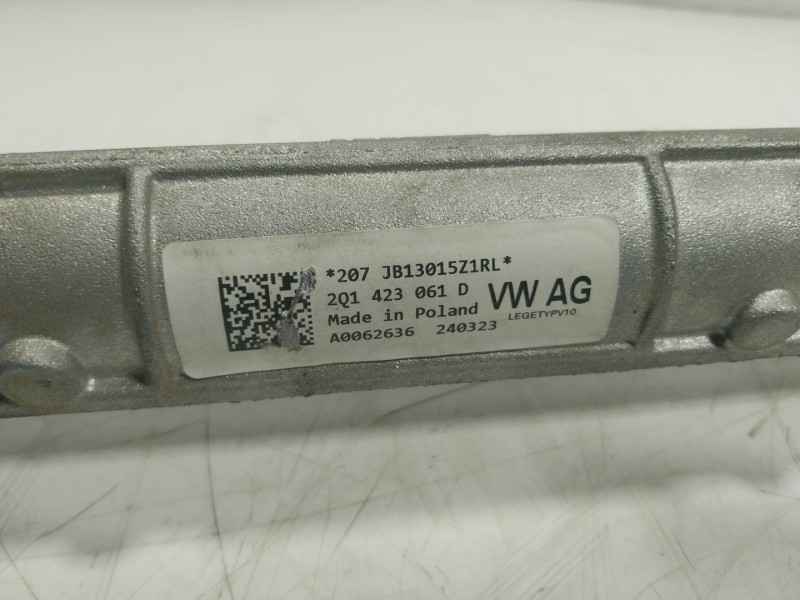 *207 JB13015Z1RL*
2Q1 423 061 D
Made in Poland
A0062636 240323
VW AG
LEGETYPV10